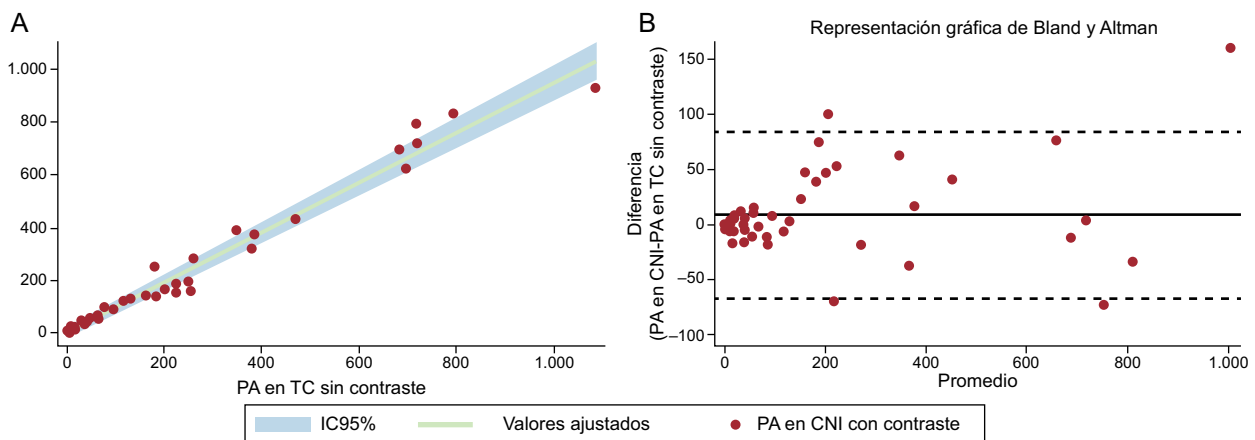 A
1.000
800
600
400
200
0
0 200 400 600 800 1.000
PA en TC sin contraste
B
Representación gráfica de Bland y Altman
Diferencia
(PA en CNI-PA en TC sin contraste)
150
100
50
0
−50
−100
0 200 400 600 800 1.000
Promedio
IC95% Valores ajustados PA en CNI con contraste